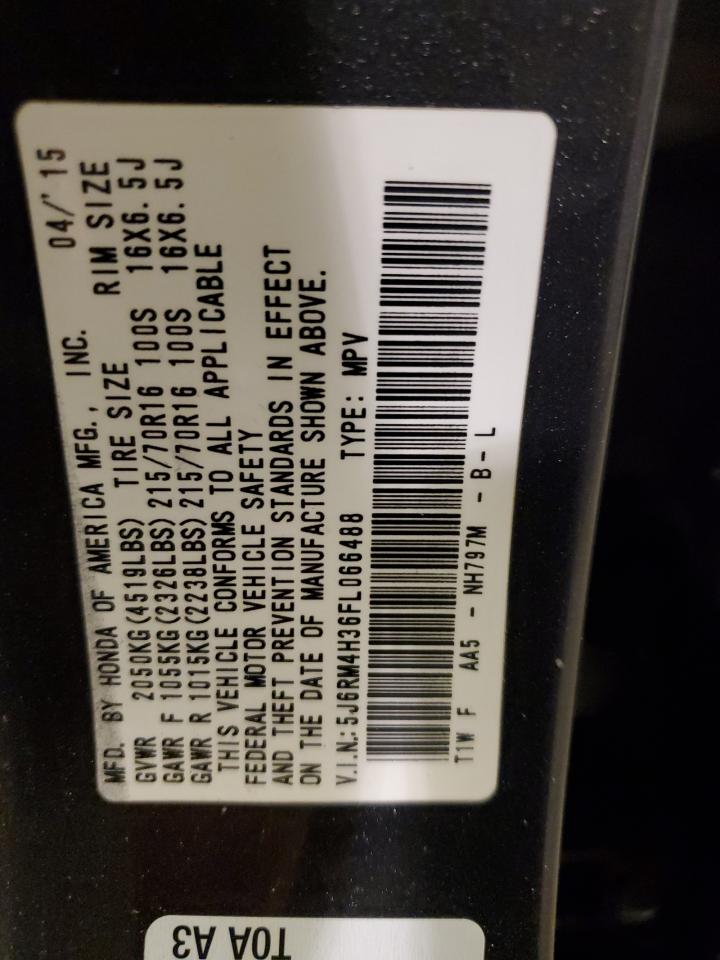 MFD. BY HONDA OF AMERICA MFG., INC. 04/'15
GVWR 2050KG(4519LBS) TIRE SIZE RIM SIZE
GAWR F 1055KG(2326LBS) 215/70R16 100S 16X6.5J
GAWR R 1015KG(2238LBS) 215/70R16 100S 16X6.5J
THIS VEHICLE CONFORMS TO ALL APPLICABLE
FEDERAL MOTOR VEHICLE SAFETY
AND THEFT PREVENTION STANDARDS IN EFFECT
ON THE DATE OF MANUFACTURE SHOWN ABOVE.
V.I.N.:5J6RM4H36FL066488 TYPE: MPV
T1W F AA5 - NH797M - B - L
T0A A3